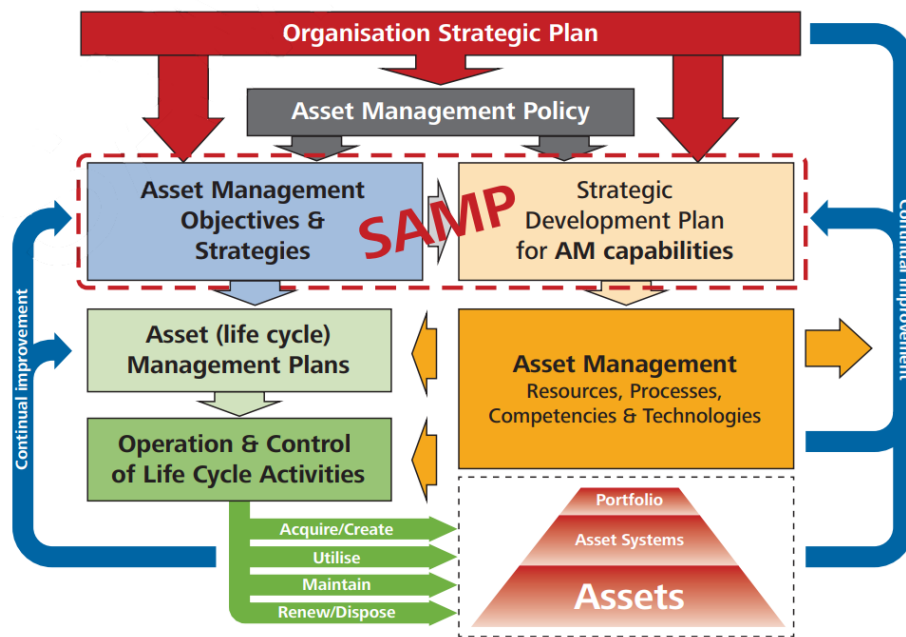 Organisation Strategic Plan
Asset Management Policy
Asset Management
Objectives &
Strategies
SAMP
Strategic
Development Plan
for AM capabilities
Asset (life cycle)
Management Plans
Asset Management
Resources, Processes,
Competencies & Technologies
Operation & Control
of Life Cycle Activities
Continual improvement
Continual improvement
Acquire/Create
Utilise
Maintain
Renew/Dispose
Portfolio
Asset Systems
Assets